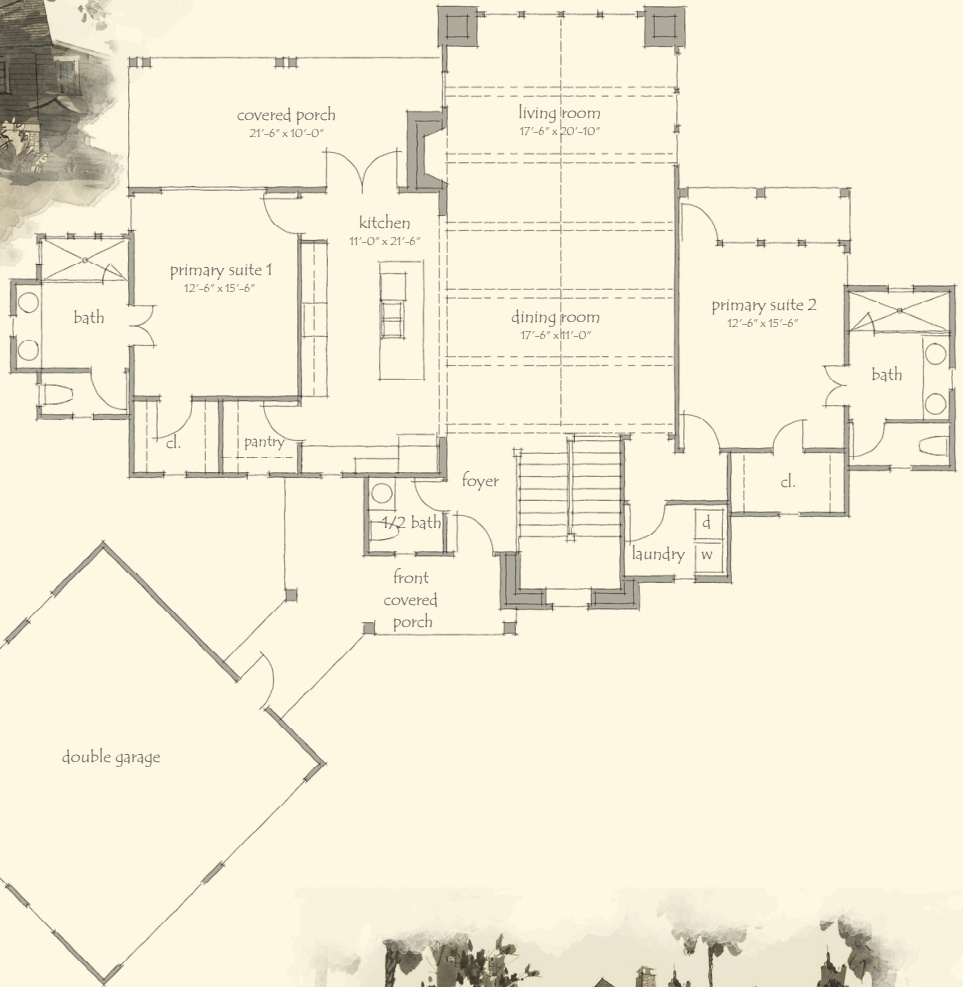 covered porch
21'-6" x 10'-0"
living room
17'-6" x 20'-10"
kitchen
11'-0" x 21'-6"
primary suite 1
12'-6" x 15'-6"
bath
dining room
17'-6" x 11'-0"
primary suite 2
12'-6" x 15'-6"
bath
cl.
pantry
foyer
cl.
1/2 bath
laundry
d
w
front
covered
porch
double garage